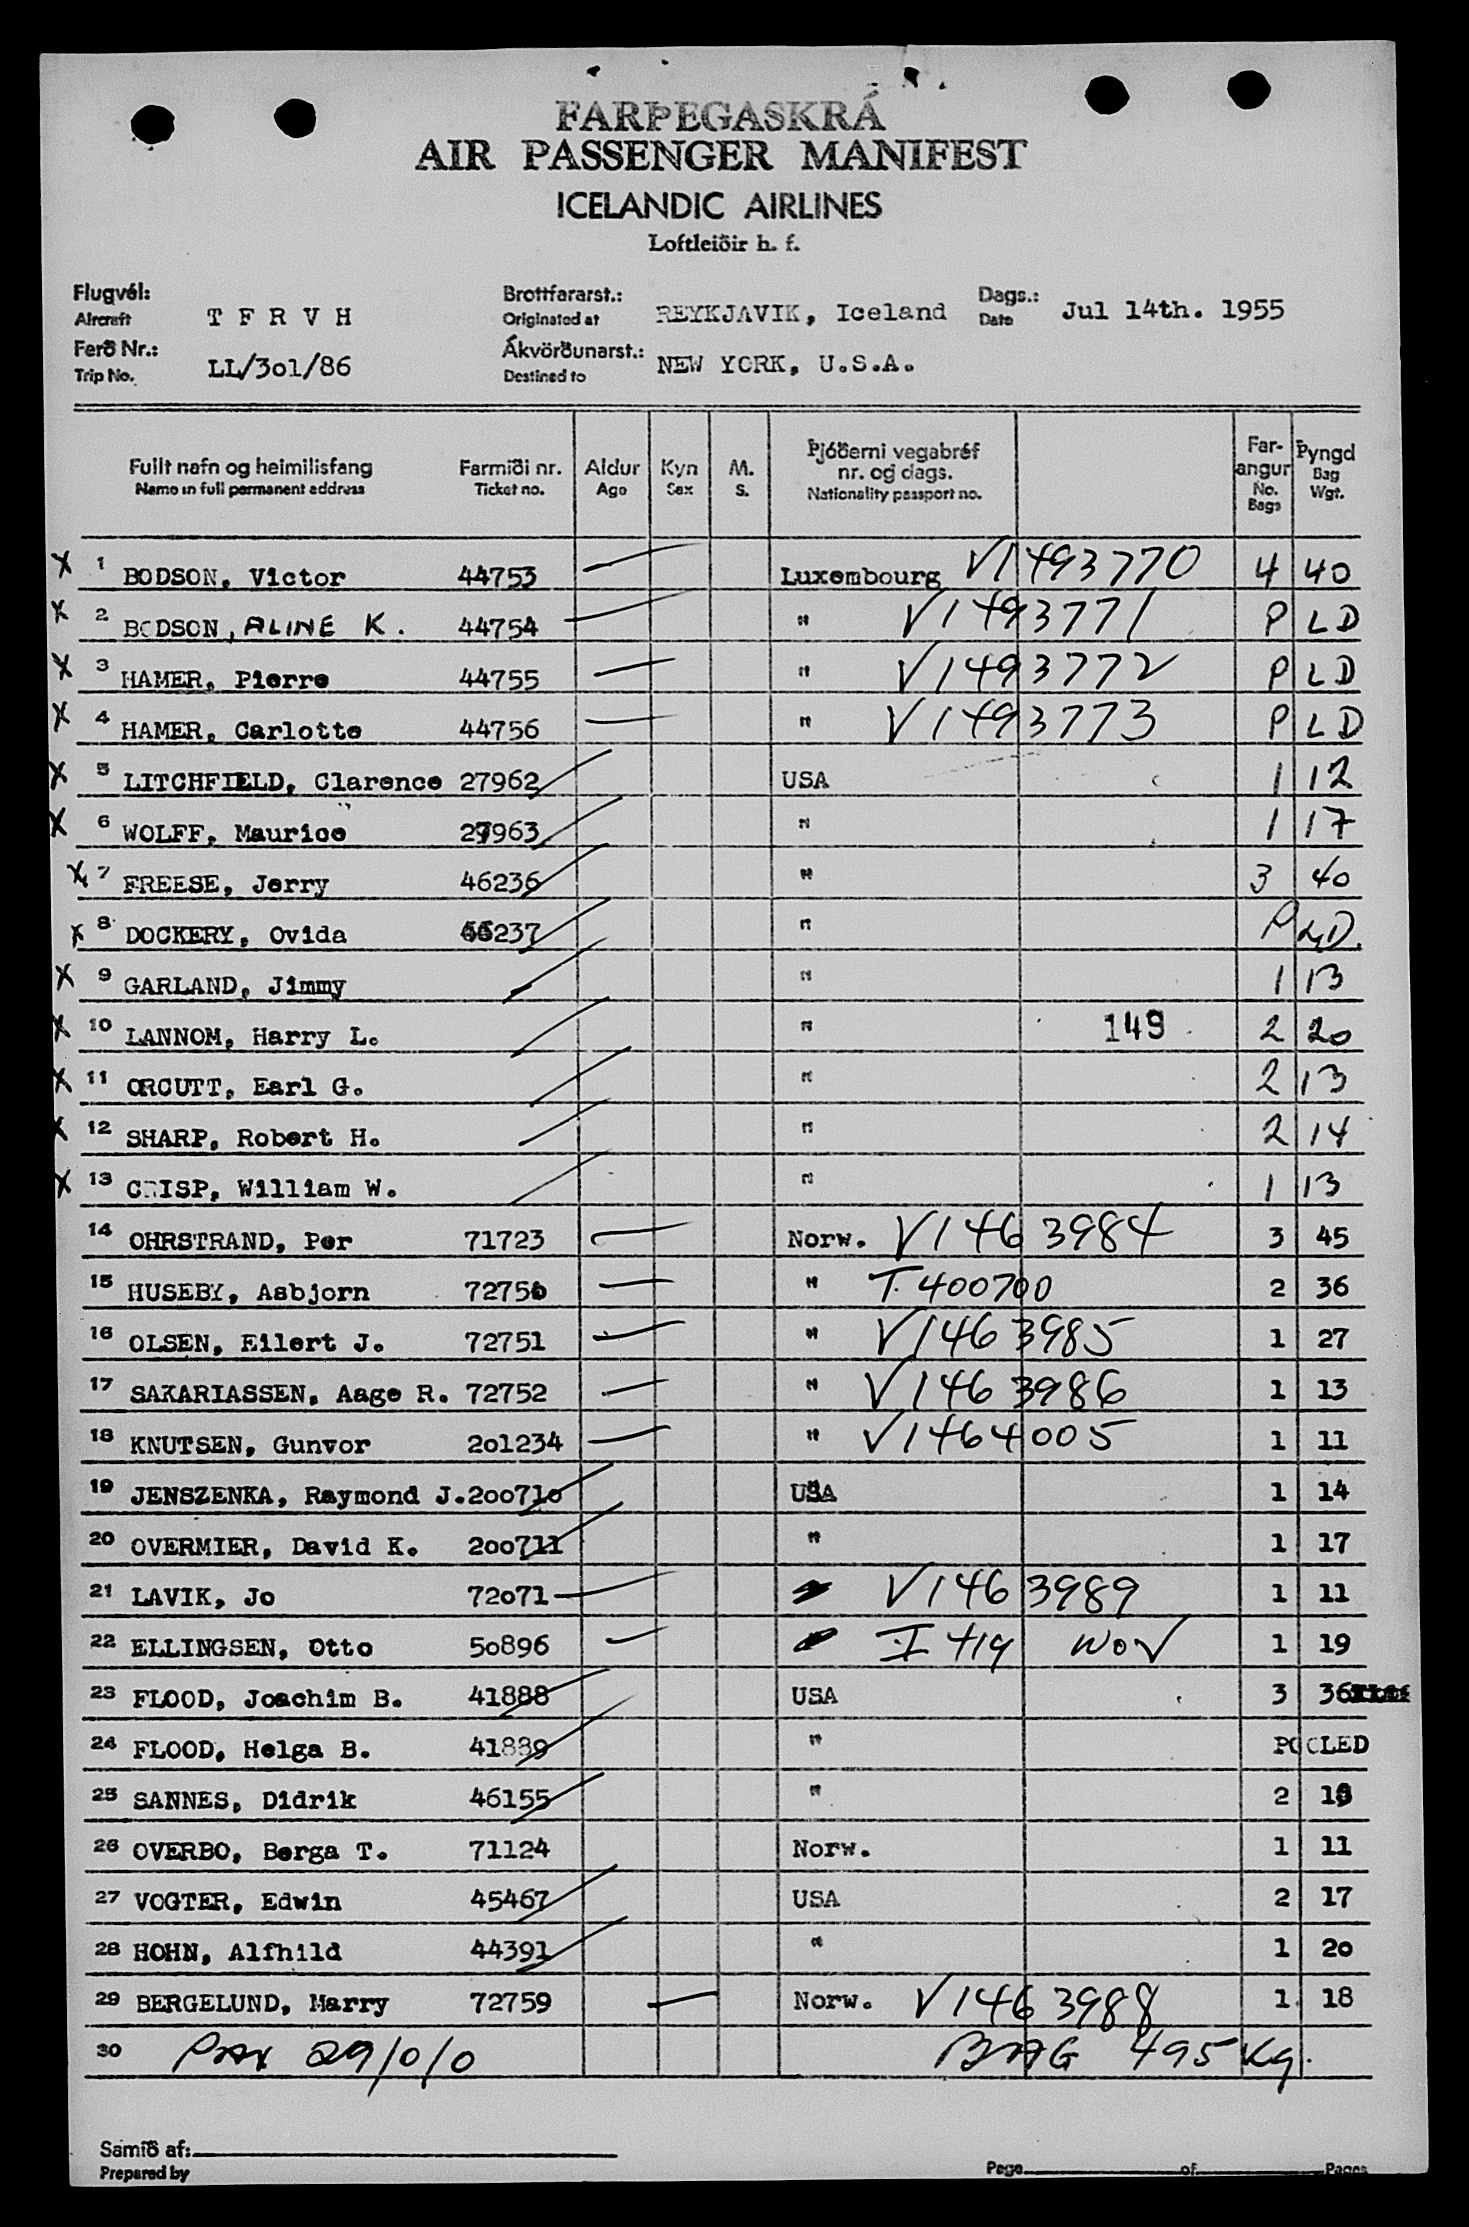 FARÞEGASKRÁ
AIR PASSENGER MANIFEST
ICELANDIC AIRLINES
Loftleiðir h. f.
Flugvél: Aircraft T F R V H Brottfararst.: Originated at REYKJAVIK, Iceland Dags.: Date Jul 14th. 1955
Ferð Nr.: Trip No. LL/3o1/86 Ákvörðunarst.: Destined to NEW YORK, U.S.A.
Fullt nafn og heimilisfang Farmiði nr. Aldur Kyn M. Þjóðerni vegabréf nr. og dags. Far-angur Þyngd
Name in full permanent address Ticket no. Age Sex S. Nationality passport no. No. Bags Bag Wgt.
X 1 BODSON, Victor 44753 Luxembourg V1493770 4 40
X 2 BODSON, ALINE K. 44754 " V1493771 P LD
X 3 HAMER, Pierre 44755 " V1493772 P LD
X 4 HAMER, Carlotte 44756 " V1493773 P LD
X 5 LITCHFIELD, Clarence 27962 USA 1 12
X 6 WOLFF, Maurice 27963 " 1 17
X 7 FREESE, Jerry 46236 " 3 40
X 8 DOCKERY, Ovida 46237 " P LD.
X 9 GARLAND, Jimmy " 1 13
X 10 LANNOM, Harry L. " 149 2 20
X 11 ORCUTT, Earl G. " 2 13
X 12 SHARP, Robert H. " 2 14
X 13 CRISP, William W. " 1 13
14 OHRSTRAND, Per 71723 Norw. V1463984 3 45
15 HUSEBY, Asbjorn 72750 " T.400700 2 36
16 OLSEN, Eilert J. 72751 " V1463985 1 27
17 SAKARIASSEN, Aage R. 72752 " V1463986 1 13
18 KNUTSEN, Gunvor 2o1234 " V1464005 1 11
19 JENSZENKA, Raymond J. 2oo71o USA 1 14
20 OVERMIER, David K. 2oo711 " 1 17
21 LAVIK, Jo 72o71 V1463989 1 11
22 ELLINGSEN, Otto 5o896 I 419 1 19
23 FLOOD, Joachim B. 41888 USA 3 36
24 FLOOD, Helga B. 41889 " POOLED
25 SANNES, Didrik 46155 " 2
26 OVERBO, Berga T. 71124 Norw. 1 11
27 VOGTER, Edwin 45467 USA 2 17
28 HOHN, Alfhild 44391 " 1 2o
29 BERGELUND, Marry 72759 Norw. V1463988 1 18
30 PAX 29/0/0 BAG 495 Kg.
Samið af:
Prepared by Page of Pages